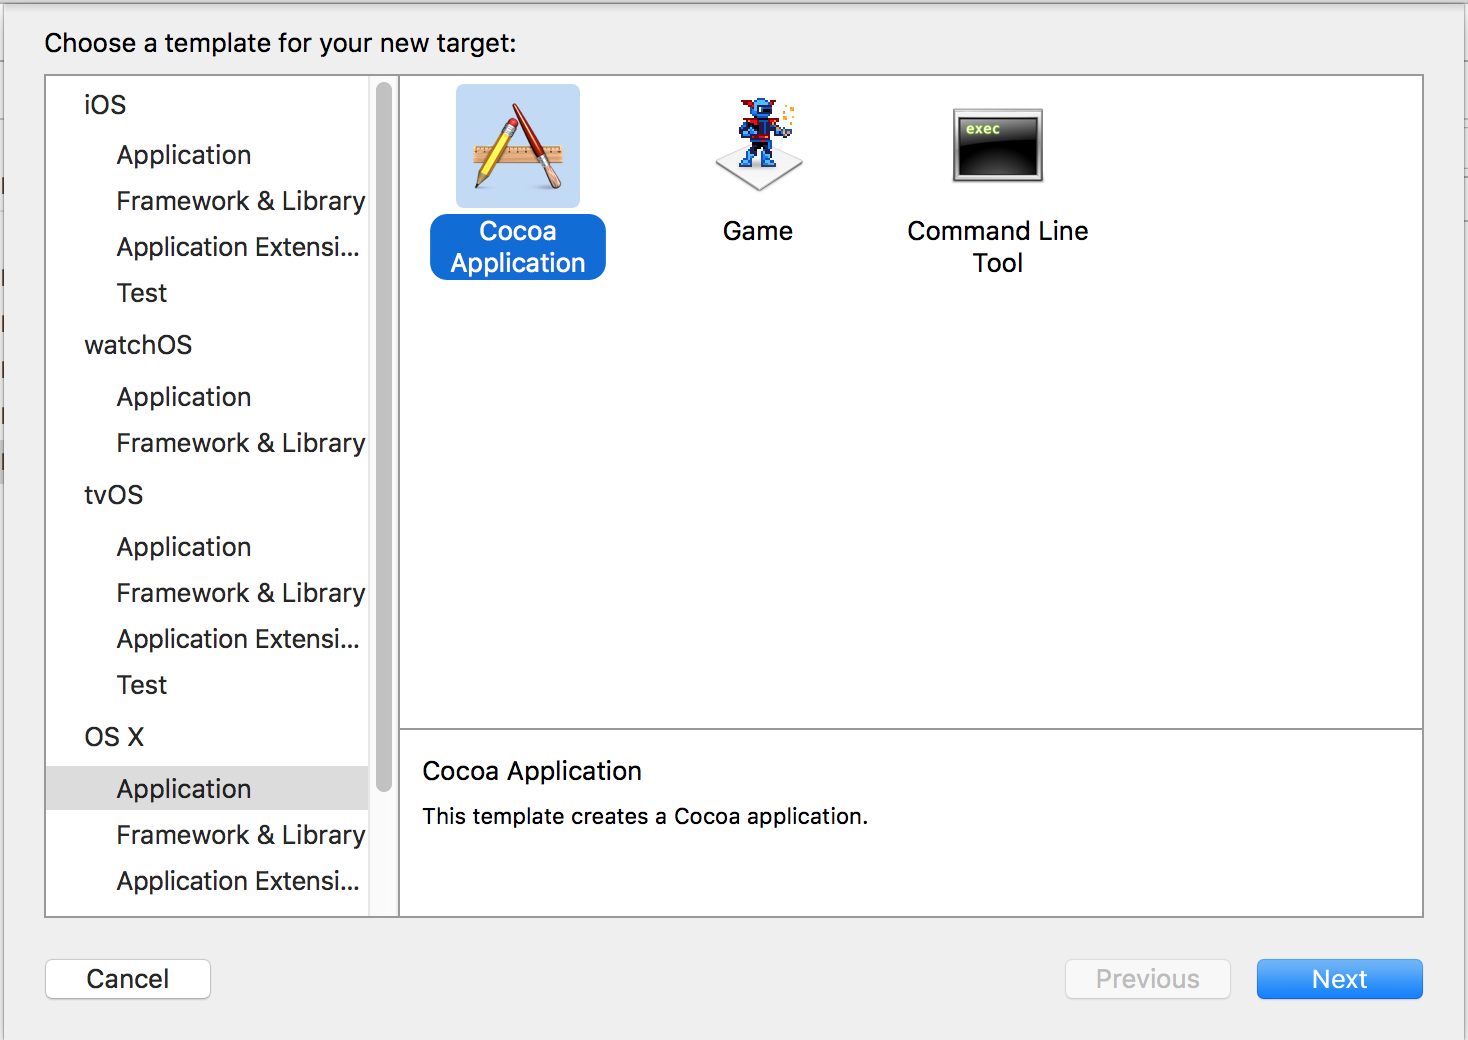 Choose a template for your new target:
iOS
Application
Framework & Library
Application Extensi...
Test
watchOS
Application
Framework & Library
tvOS
Application
Framework & Library
Application Extensi...
Test
OS X
Application
Framework & Library
Application Extensi...
Cocoa
Application
Game
exec
Command Line
Tool
Cocoa Application
This template creates a Cocoa application.
Cancel
Previous
Next